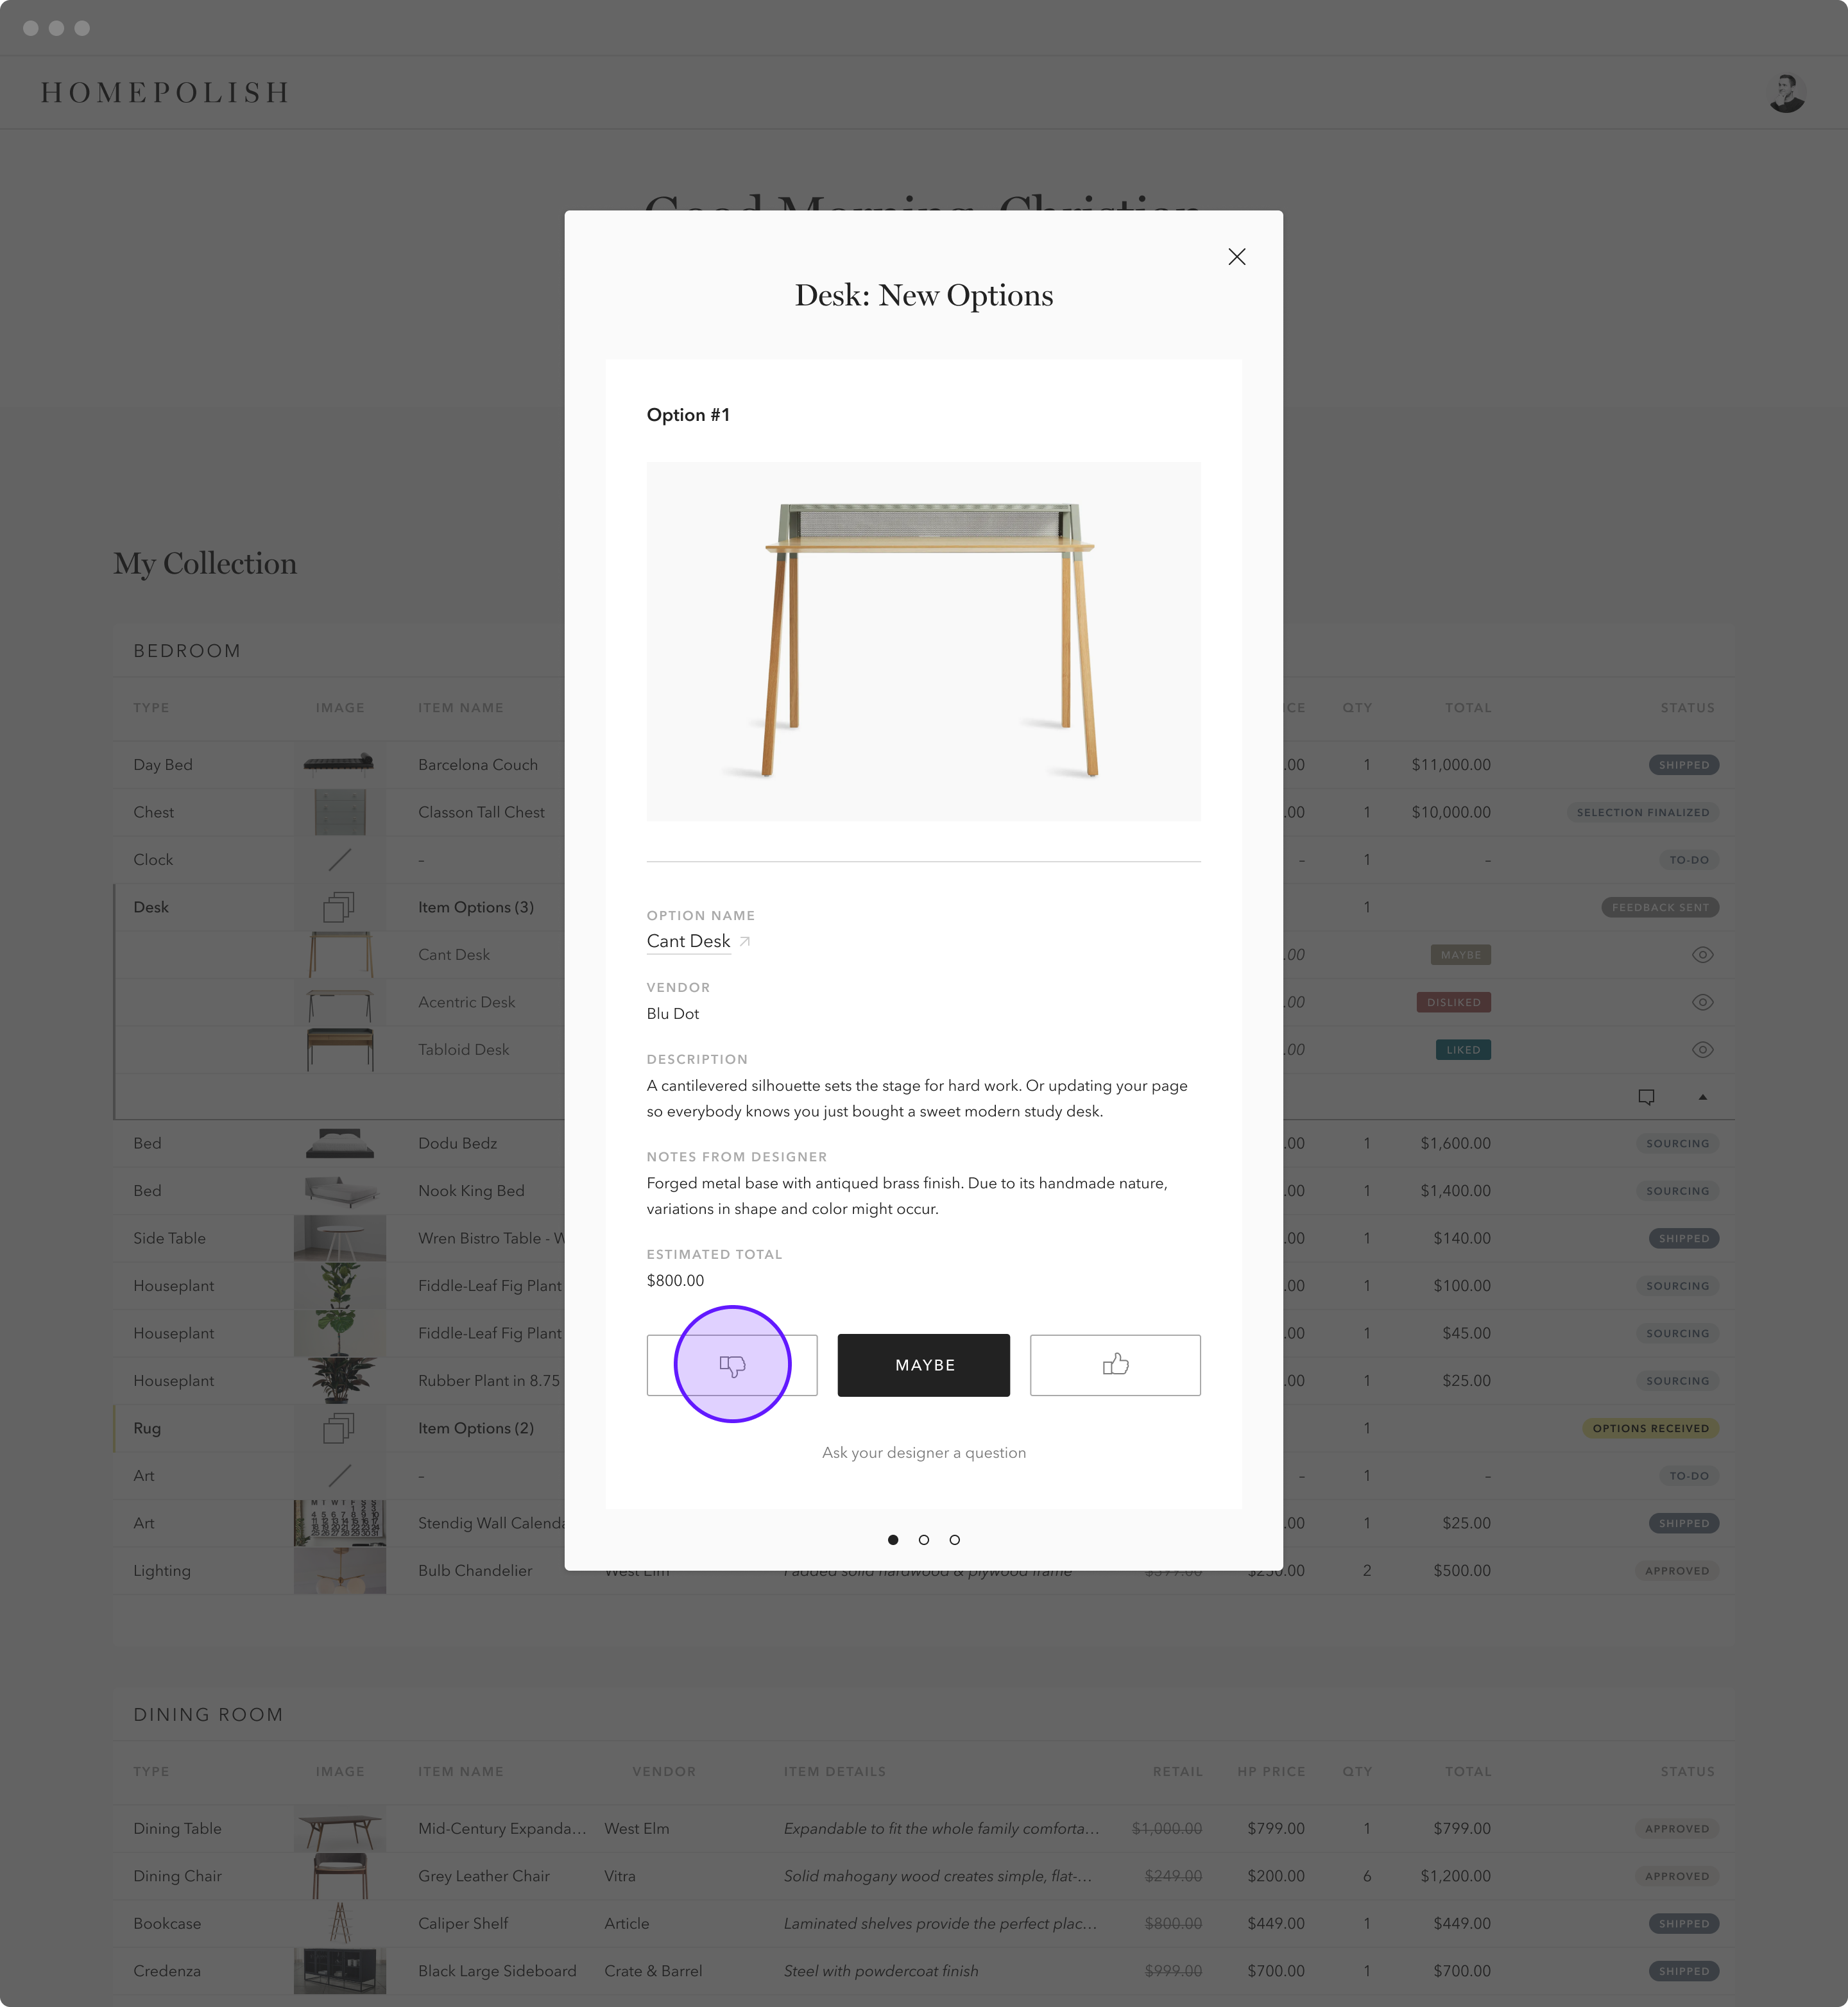 HOMEPOLISH
Good Morning, Christian
Desk: New Options
Option #1
OPTION NAME
Cant Desk
VENDOR
Blu Dot
DESCRIPTION
A cantilevered silhouette sets the stage for hard work. Or updating your page
so everybody knows you just bought a sweet modern study desk.
NOTES FROM DESIGNER
Forged metal base with antiqued brass finish. Due to its handmade nature,
variations in shape and color might occur.
ESTIMATED TOTAL
$800.00
MAYBE
Ask your designer a question
My Collection
BEDROOM
TYPE IMAGE ITEM NAME ICE QTY TOTAL STATUS
Day Bed Barcelona Couch .00 1 $11,000.00 SHIPPED
Chest Classon Tall Chest .00 1 $10,000.00 SELECTION FINALIZED
Clock – – 1 – TO-DO
Desk Item Options (3) 1 FEEDBACK SENT
Cant Desk .00 MAYBE
Acentric Desk .00 DISLIKED
Tabloid Desk .00 LIKED
Bed Dodu Bedz .00 1 $1,600.00 SOURCING
Bed Nook King Bed .00 1 $1,400.00 SOURCING
Side Table Wren Bistro Table - W .00 1 $140.00 SHIPPED
Houseplant Fiddle-Leaf Fig Plant .00 1 $100.00 SOURCING
Houseplant Fiddle-Leaf Fig Plant .00 1 $45.00 SOURCING
Houseplant Rubber Plant in 8.75 .00 1 $25.00 SOURCING
Rug Item Options (2) 1 OPTIONS RECEIVED
Art – – 1 – TO-DO
Art Stendig Wall Calenda .00 1 $25.00 SHIPPED
Lighting Bulb Chandelier West Elm Padded solid hardwood & plywood frame $399.00 $250.00 2 $500.00 APPROVED
DINING ROOM
TYPE IMAGE ITEM NAME VENDOR ITEM DETAILS RETAIL HP PRICE QTY TOTAL STATUS
Dining Table Mid-Century Expanda... West Elm Expandable to fit the whole family comforta... $1,000.00 $799.00 1 $799.00 APPROVED
Dining Chair Grey Leather Chair Vitra Solid mahogany wood creates simple, flat-... $249.00 $200.00 6 $1,200.00 APPROVED
Bookcase Caliper Shelf Article Laminated shelves provide the perfect plac... $800.00 $449.00 1 $449.00 SHIPPED
Credenza Black Large Sideboard Crate & Barrel Steel with powdercoat finish $999.00 $700.00 1 $700.00 SHIPPED